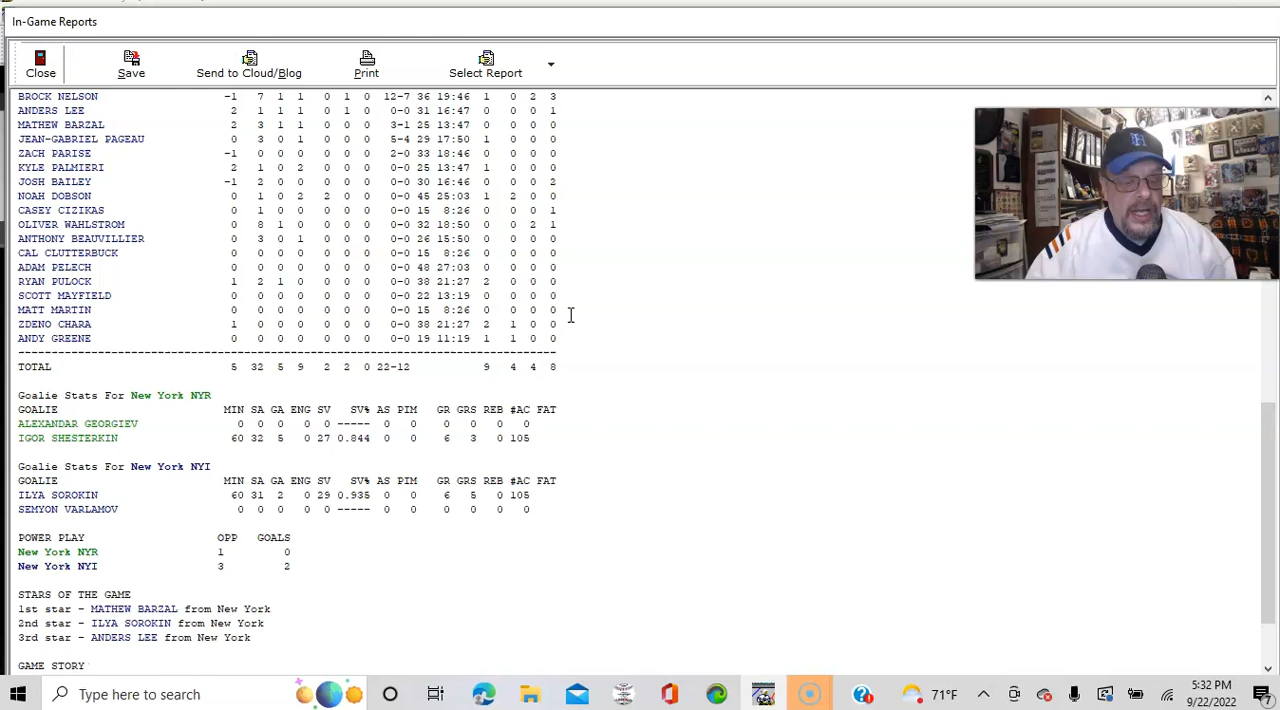 In-Game Reports
Close Save Send to Cloud/Blog Print Select Report
BROCK NELSON -1 7 1 1 0 1 0 12-7 36 19:46 1 0 2 3
ANDERS LEE 2 1 1 1 0 1 0 0-0 31 16:47 0 0 0 1
MATHEW BARZAL 2 3 1 1 0 0 0 3-1 25 13:47 0 0 0 0
JEAN-GABRIEL PAGEAU 0 3 0 1 0 0 0 5-4 29 17:50 1 0 0 0
ZACH PARISE -1 0 0 0 0 0 0 2-0 33 18:46 0 0 0 0
KYLE PALMIERI 2 1 0 2 0 0 0 0-0 25 13:47 1 0 0 0
JOSH BAILEY -1 2 0 0 0 0 0 0-0 30 16:46 0 0 0 2
NOAH DOBSON 0 1 0 2 2 0 0 0-0 45 25:03 1 2 0 0
CASEY CIZIKAS 0 1 0 0 0 0 0 0-0 15 8:26 0 0 0 1
OLIVER WAHLSTROM 0 8 1 0 0 0 0 0-0 32 18:50 0 0 2 1
ANTHONY BEAUVILLIER 0 3 0 1 0 0 0 0-0 26 15:50 0 0 0 0
CAL CLUTTERBUCK 0 0 0 0 0 0 0 0-0 15 8:26 0 0 0 0
ADAM PELECH 0 0 0 0 0 0 0 0-0 48 27:03 0 0 0 0
RYAN PULOCK 1 2 1 0 0 0 0 0-0 38 21:27 2 0 0 0
SCOTT MAYFIELD 0 0 0 0 0 0 0 0-0 22 13:19 0 0 0 0
MATT MARTIN 0 0 0 0 0 0 0 0-0 15 8:26 0 0 0 0
ZDENO CHARA 1 0 0 0 0 0 0 0-0 38 21:27 2 1 0 0
ANDY GREENE 0 0 0 0 0 0 0 0-0 19 11:19 1 1 0 0
--------------------------------------------------------------------------
TOTAL 5 32 5 9 2 2 0 22-12 9 4 4 8
Goalie Stats For New York NYR
GOALIE MIN SA GA ENG SV SV% AS PIM GR GRS REB #AC FAT
ALEXANDAR GEORGIEV 0 0 0 0 0 ----- 0 0 0 0 0 0
IGOR SHESTERKIN 60 32 5 0 27 0.844 0 0 6 3 0 105
Goalie Stats For New York NYI
GOALIE MIN SA GA ENG SV SV% AS PIM GR GRS REB #AC FAT
ILYA SOROKIN 60 31 2 0 29 0.935 0 0 6 5 0 105
SEMYON VARLAMOV 0 0 0 0 0 ----- 0 0 0 0 0 0
POWER PLAY OPP GOALS
New York NYR 1 0
New York NYI 3 2
STARS OF THE GAME
1st star - MATHEW BARZAL from New York
2nd star - ILYA SOROKIN from New York
3rd star - ANDERS LEE from New York
GAME STORY
Type here to search
71°F
5:32 PM
9/22/2022
7